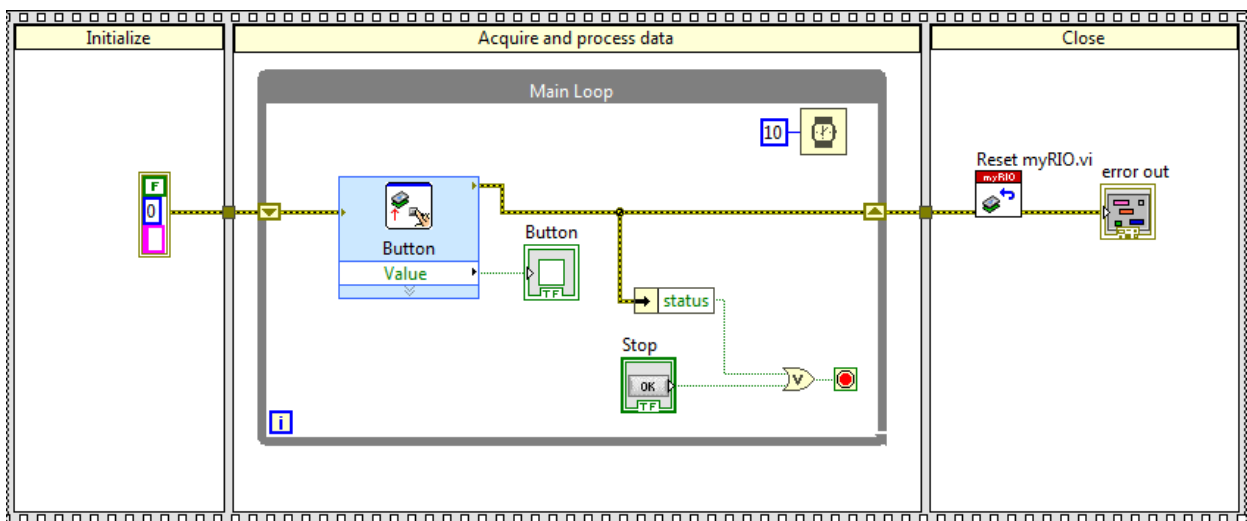 Initialize
Acquire and process data
Close
Main Loop
10
Reset myRIO.vi
myRIO
error out
F
0
Button
Value
Button
TF
status
Stop
OK
TF
V
i